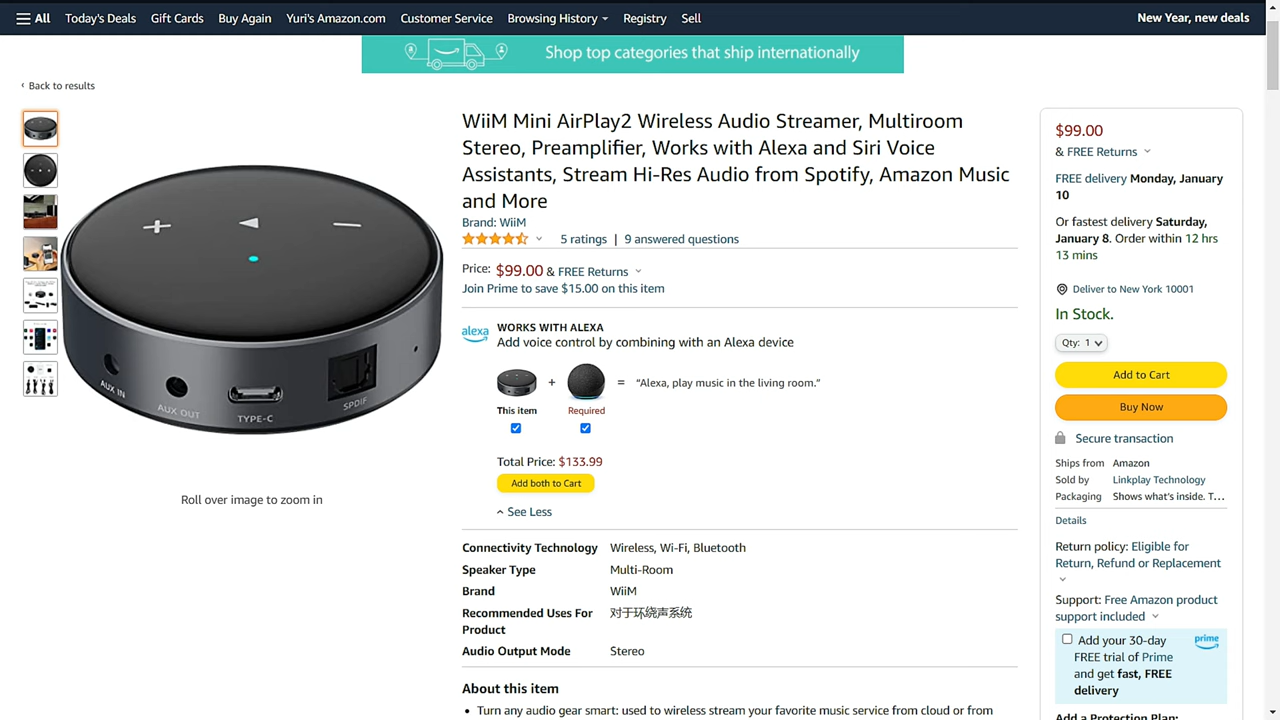 All Today's Deals Gift Cards Buy Again Yuri's Amazon.com Customer Service Browsing History Registry Sell New Year, new deals
Shop top categories that ship internationally
‹ Back to results
WiiM Mini AirPlay2 Wireless Audio Streamer, Multiroom
Stereo, Preamplifier, Works with Alexa and Siri Voice
Assistants, Stream Hi-Res Audio from Spotify, Amazon Music
and More
Brand: WiiM
5 ratings | 9 answered questions
Price: $99.00 & FREE Returns
Join Prime to save $15.00 on this item
alexa
WORKS WITH ALEXA
Add voice control by combining with an Alexa device
+ = “Alexa, play music in the living room.”
This item Required
Total Price: $133.99
Add both to Cart
See Less
AUX IN
AUX OUT
TYPE-C
SPDIF
Roll over image to zoom in
Connectivity Technology Wireless, Wi-Fi, Bluetooth
Speaker Type Multi-Room
Brand WiiM
Recommended Uses For 对于环绕声系统
Product
Audio Output Mode Stereo
About this item
• Turn any audio gear smart: used to wireless stream your favorite music service from cloud or from
$99.00
& FREE Returns
FREE delivery Monday, January
10
Or fastest delivery Saturday,
January 8. Order within 12 hrs
13 mins
Deliver to New York 10001
In Stock.
Qty: 1
Add to Cart
Buy Now
Secure transaction
Ships from Amazon
Sold by Linkplay Technology
Packaging Shows what's inside. T…
Details
Return policy: Eligible for
Return, Refund or Replacement
Support: Free Amazon product
support included
Add your 30-day prime
FREE trial of Prime
and get fast, FREE
delivery
Add a Protection Plan: